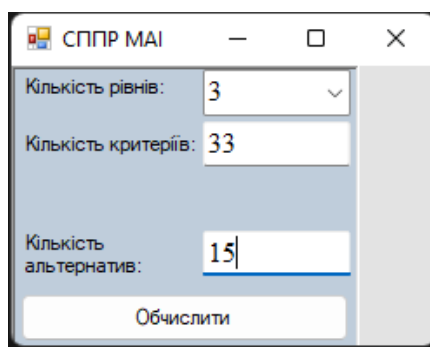 СППР МАІ
Кількість рівнів: 3
Кількість критеріїв: 33
Кількість
альтернатив: 15
Обчислити